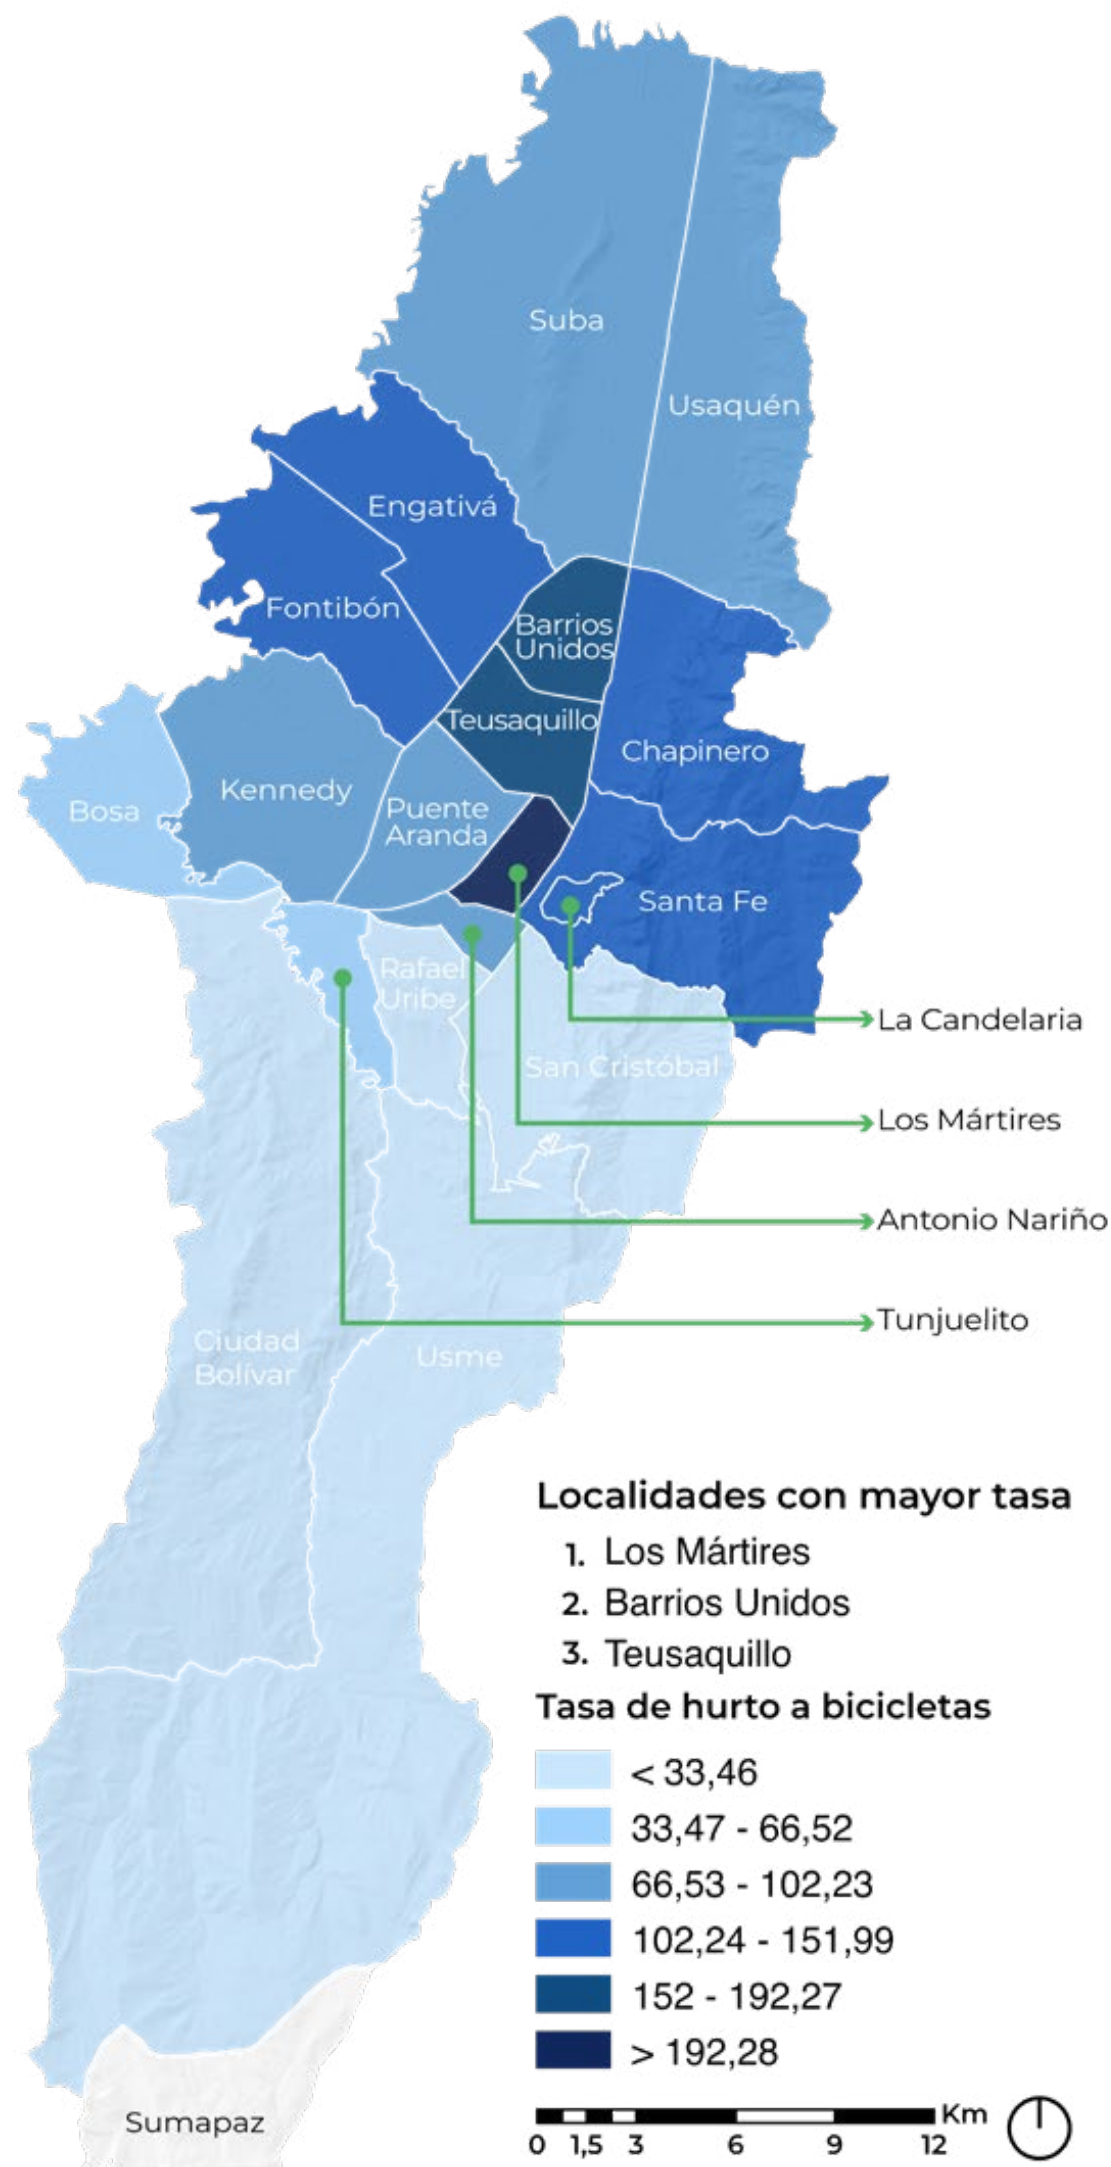 Suba
Usaquén
Engativá
Fontibón
Barrios
Unidos
Teusaquillo
Chapinero
Kennedy
Bosa
Puente
Aranda
Santa Fe
Rafael
Uribe
La Candelaria
San Cristóbal
Los Mártires
Antonio Nariño
Tunjuelito
Ciudad
Bolívar
Usme
Localidades con mayor tasa
1. Los Mártires
2. Barrios Unidos
3. Teusaquillo
Tasa de hurto a bicicletas
< 33,46
33,47 - 66,52
66,53 - 102,23
102,24 - 151,99
152 - 192,27
> 192,28
Km
0 1,5 3 6 9 12
Sumapaz